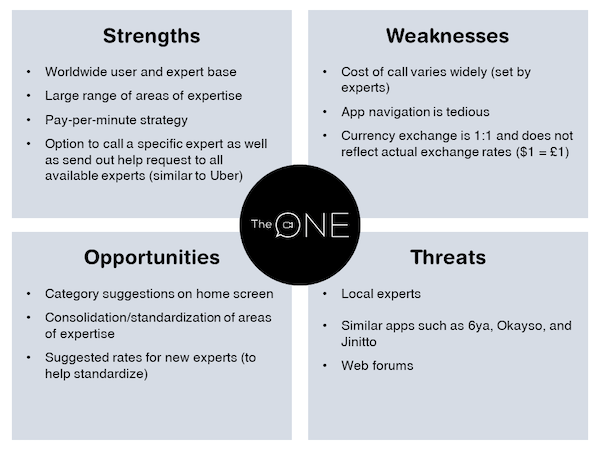 Strengths
• Worldwide user and expert base
• Large range of areas of expertise
• Pay-per-minute strategy
• Option to call a specific expert as well
as send out help request to all
available experts (similar to Uber)
Weaknesses
• Cost of call varies widely (set by
experts)
• App navigation is tedious
• Currency exchange is 1:1 and does not
reflect actual exchange rates ($1 = £1)
The ONE
Opportunities
• Category suggestions on home screen
• Consolidation/standardization of areas
of expertise
• Suggested rates for new experts (to
help standardize)
Threats
• Local experts
• Similar apps such as 6ya, Okayso, and
Jinitto
• Web forums